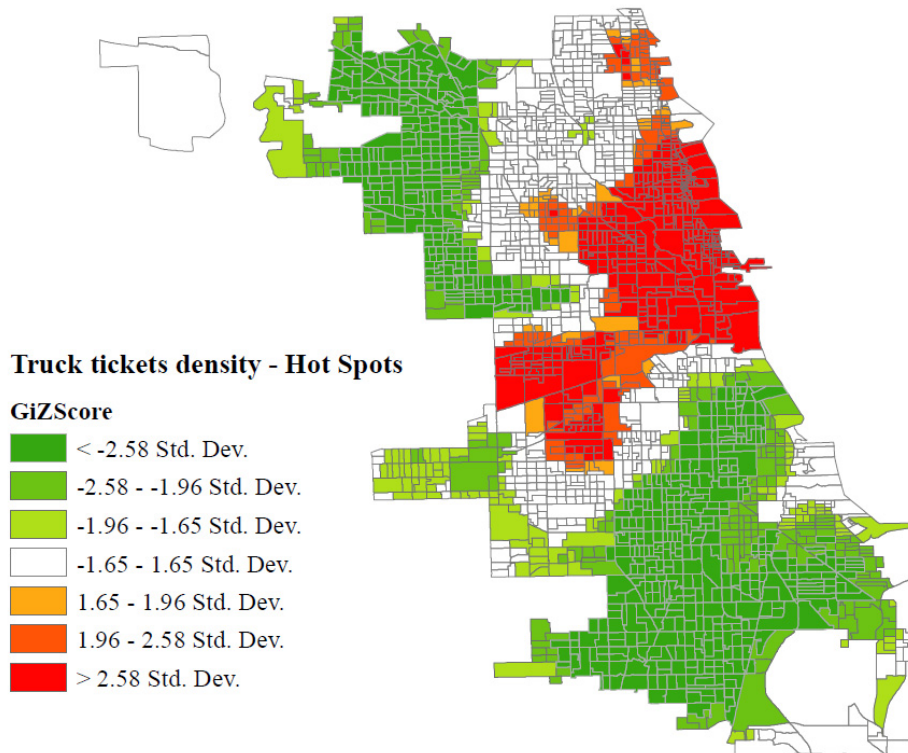 Truck tickets density - Hot Spots
GiZScore
< -2.58 Std. Dev.
-2.58 - -1.96 Std. Dev.
-1.96 - -1.65 Std. Dev.
-1.65 - 1.65 Std. Dev.
1.65 - 1.96 Std. Dev.
1.96 - 2.58 Std. Dev.
> 2.58 Std. Dev.